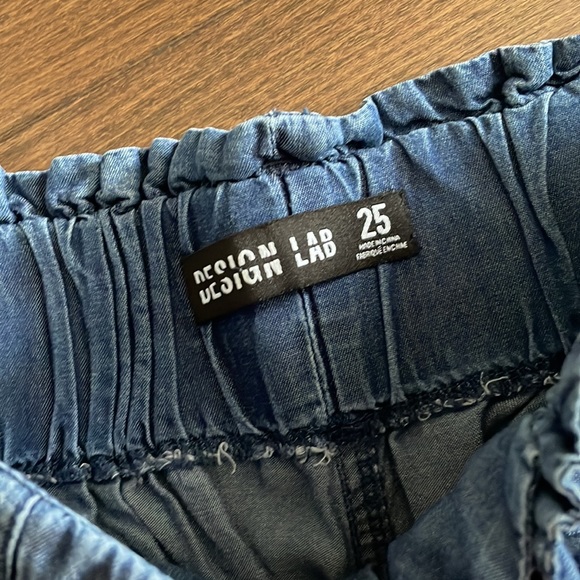 DESIGN LAB
25
MADE IN CHINA
FABRIQUÉ EN CHINE